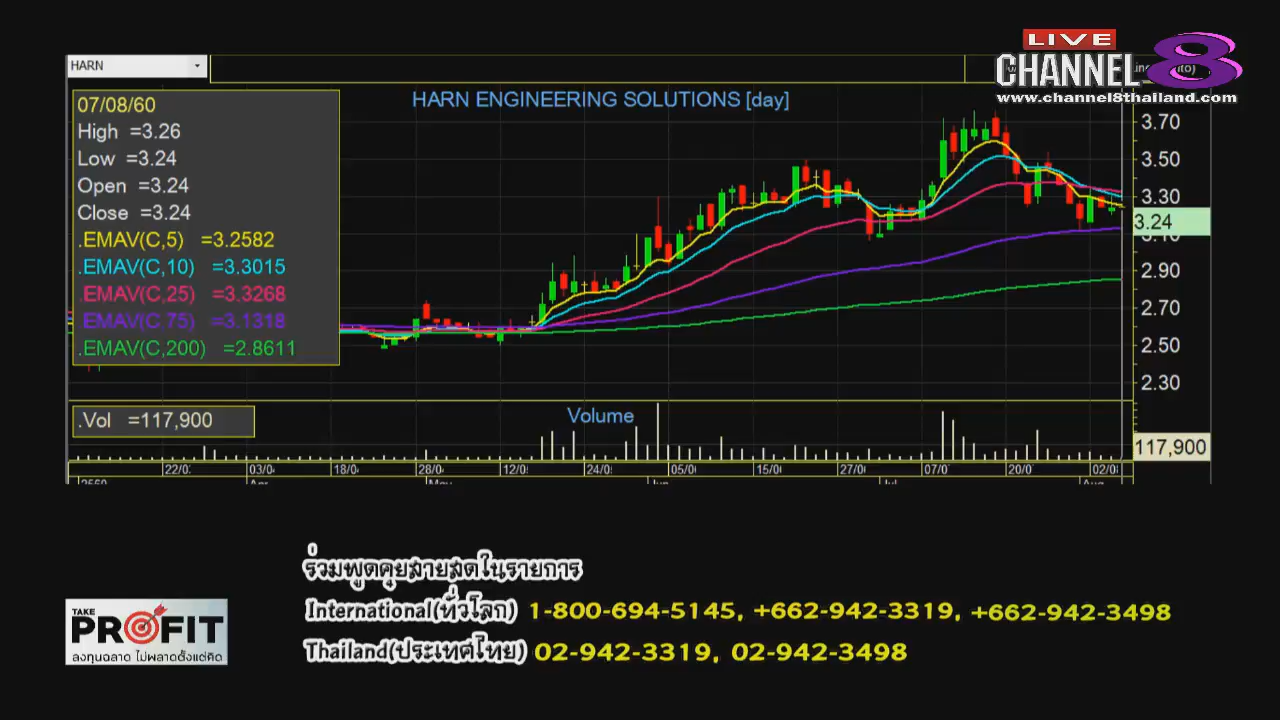 LIVE
CHANNEL 8
www.channel8thailand.com
HARN
HARN ENGINEERING SOLUTIONS [day]
07/08/60
High =3.26
Low =3.24
Open =3.24
Close =3.24
.EMAV(C,5) =3.2582
.EMAV(C,10) =3.3015
.EMAV(C,25) =3.3268
.EMAV(C,75) =3.1318
.EMAV(C,200) =2.8611
3.70
3.50
3.30
3.24
3.10
2.90
2.70
2.50
2.30
.Vol =117,900
Volume
117,900
22/0 03/0 18/0 28/0 12/0 24/0 05/0 15/0 27/0 07/0 20/0 02/0
2560 Apr May Jun Jul Aug
ร่วมพูดคุยสายสดในรายการ
International(ทั่วโลก) 1-800-694-5145, +662-942-3319, +662-942-3498
Thailand(ประเทศไทย) 02-942-3319, 02-942-3498
TAKE
PROFIT
ลงทุนฉลาด ไม่พลาดตั้งแต่คิด